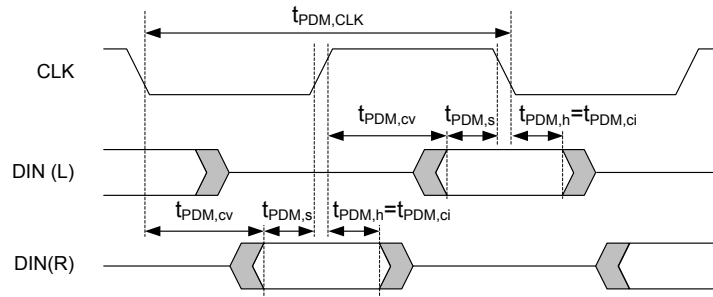 tPDM,CLK
CLK
tPDM,cv tPDM,s tPDM,h=tPDM,ci
DIN (L)
tPDM,cv tPDM,s tPDM,h=tPDM,ci
DIN(R)